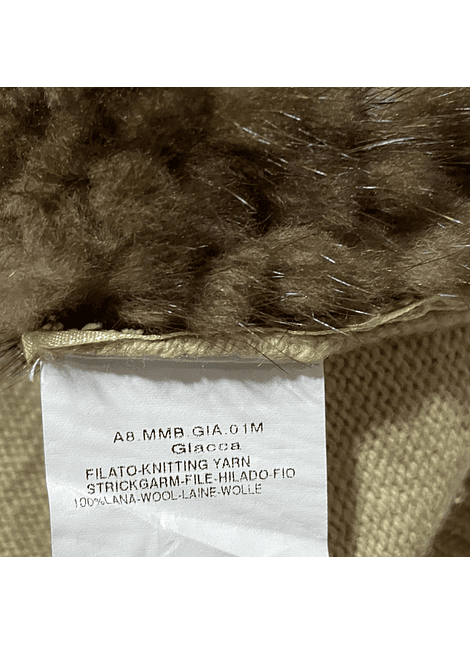 A8.MMB.GIA.01M
Giacca
FILATO-KNITTING YARN
STRICKGARM-FILE-HILADO-FIO
100%LANA-WOOL-LAINE-WOLLE